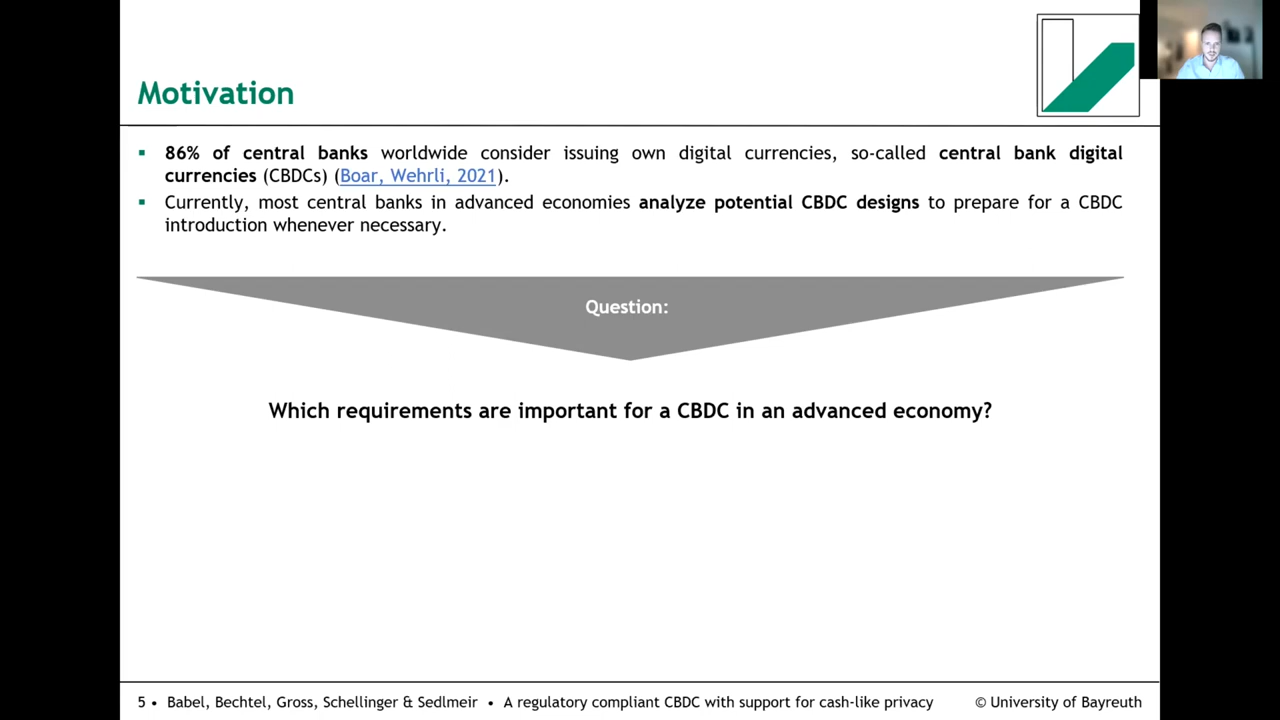 Motivation
86% of central banks worldwide consider issuing own digital currencies, so-called central bank digital
currencies (CBDCs) (Boar, Wehrli, 2021).
Currently, most central banks in advanced economies analyze potential CBDC designs to prepare for a CBDC
introduction whenever necessary.
Question:
Which requirements are important for a CBDC in an advanced economy?
5 • Babel, Bechtel, Gross, Schellinger & Sedlmeir • A regulatory compliant CBDC with support for cash-like privacy © University of Bayreuth